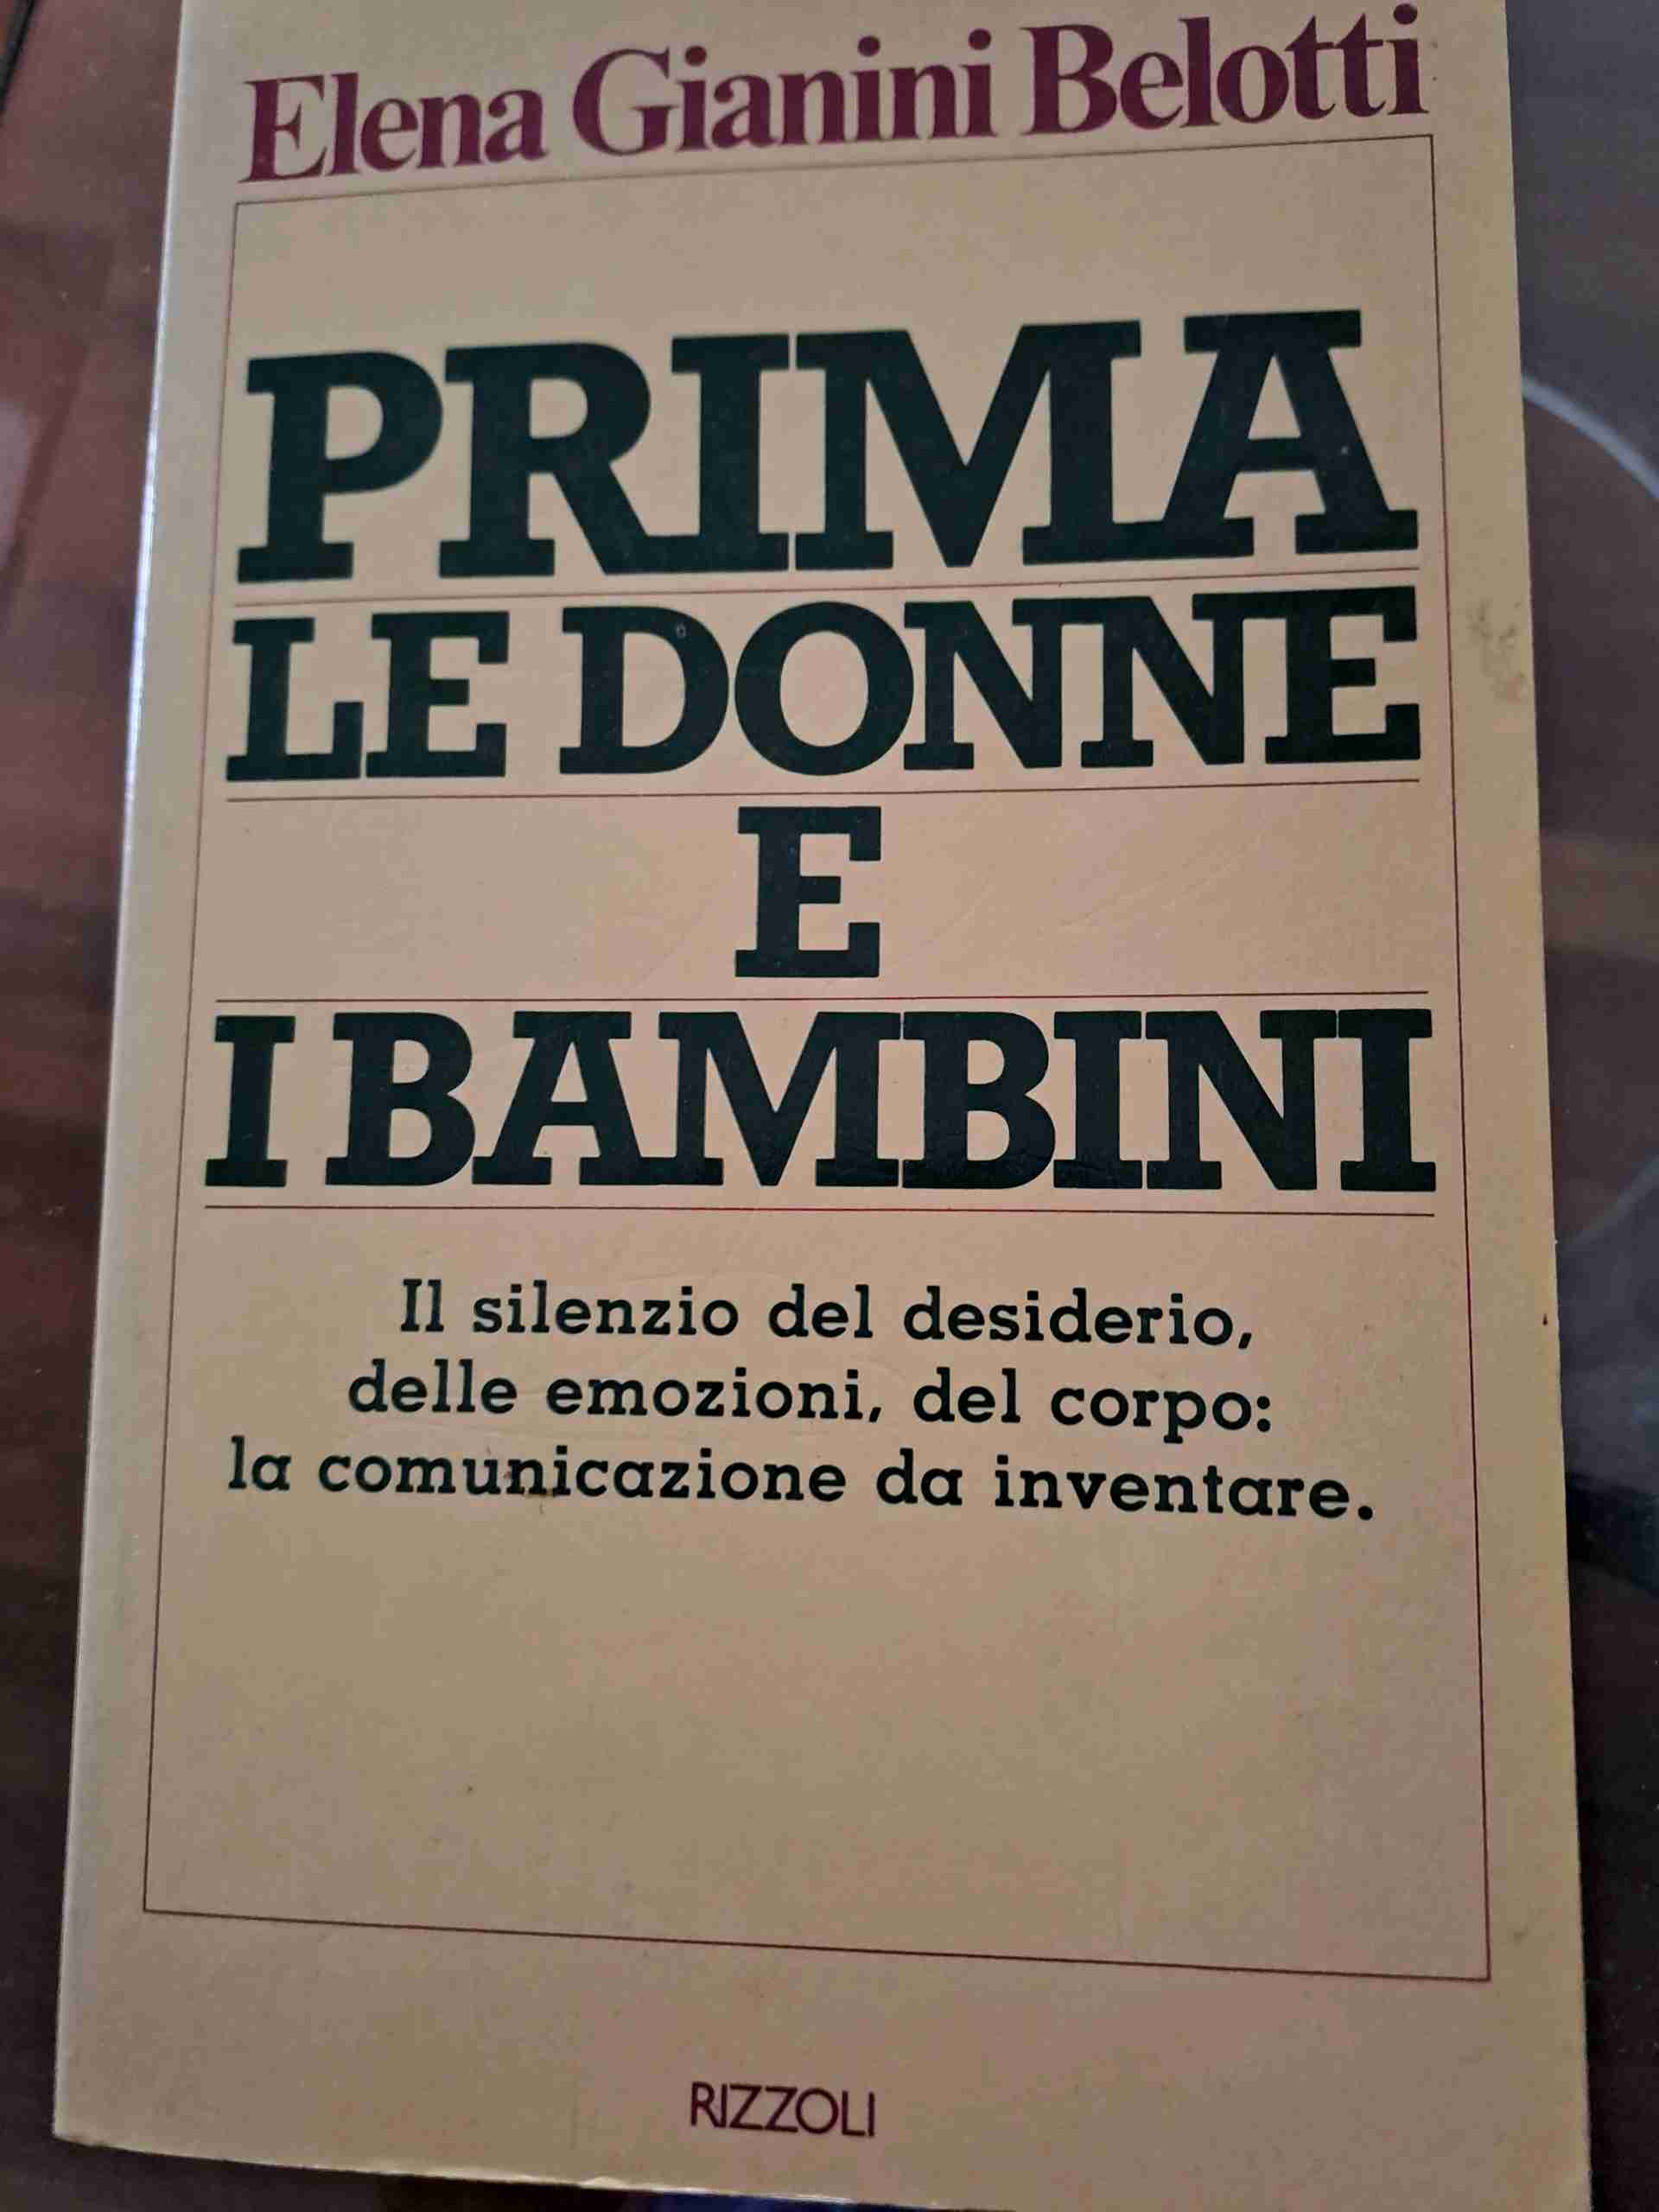 Elena Gianini Belotti
PRIMA
LE DONNE
E
I BAMBINI
Il silenzio del desiderio,
delle emozioni, del corpo:
la comunicazione da inventare.
RIZZOLI